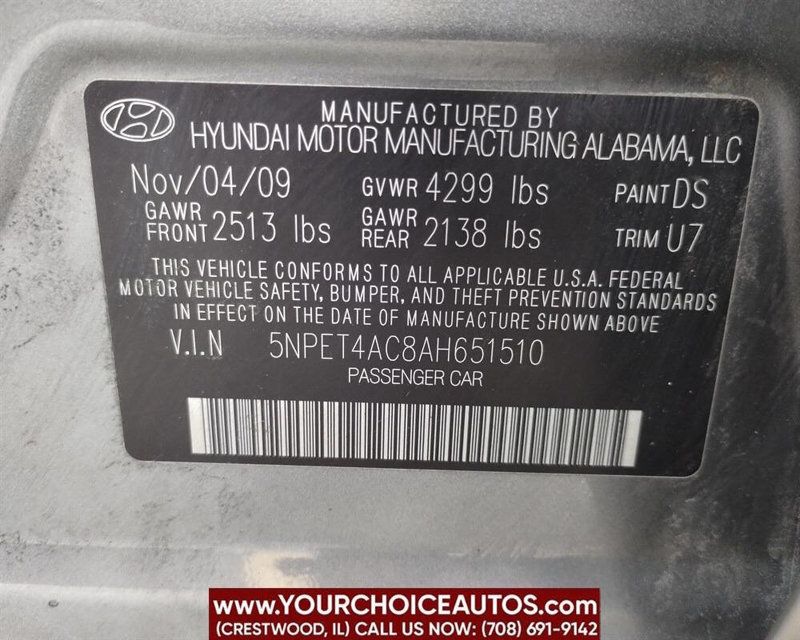 MANUFACTURED BY
HYUNDAI MOTOR MANUFACTURING ALABAMA, LLC
Nov/04/09 GVWR 4299 lbs PAINT DS
GAWR FRONT 2513 lbs GAWR REAR 2138 lbs TRIM U7
THIS VEHICLE CONFORMS TO ALL APPLICABLE U.S.A. FEDERAL
MOTOR VEHICLE SAFETY, BUMPER, AND THEFT PREVENTION STANDARDS
IN EFFECT ON THE DATE OF MANUFACTURE SHOWN ABOVE
V.I.N 5NPET4AC8AH651510
PASSENGER CAR
www.YOURCHOICEAUTOS.com
(CRESTWOOD, IL) CALL US NOW: (708) 691-9142